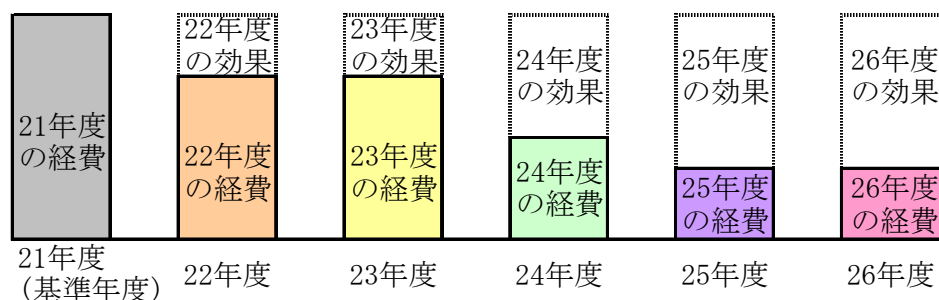 21年度
の経費
22年度
の効果
22年度
の経費
23年度
の効果
23年度
の経費
24年度
の効果
24年度
の経費
25年度
の効果
25年度
の経費
26年度
の効果
26年度
の経費
21年度
（基準年度）
22年度
23年度
24年度
25年度
26年度